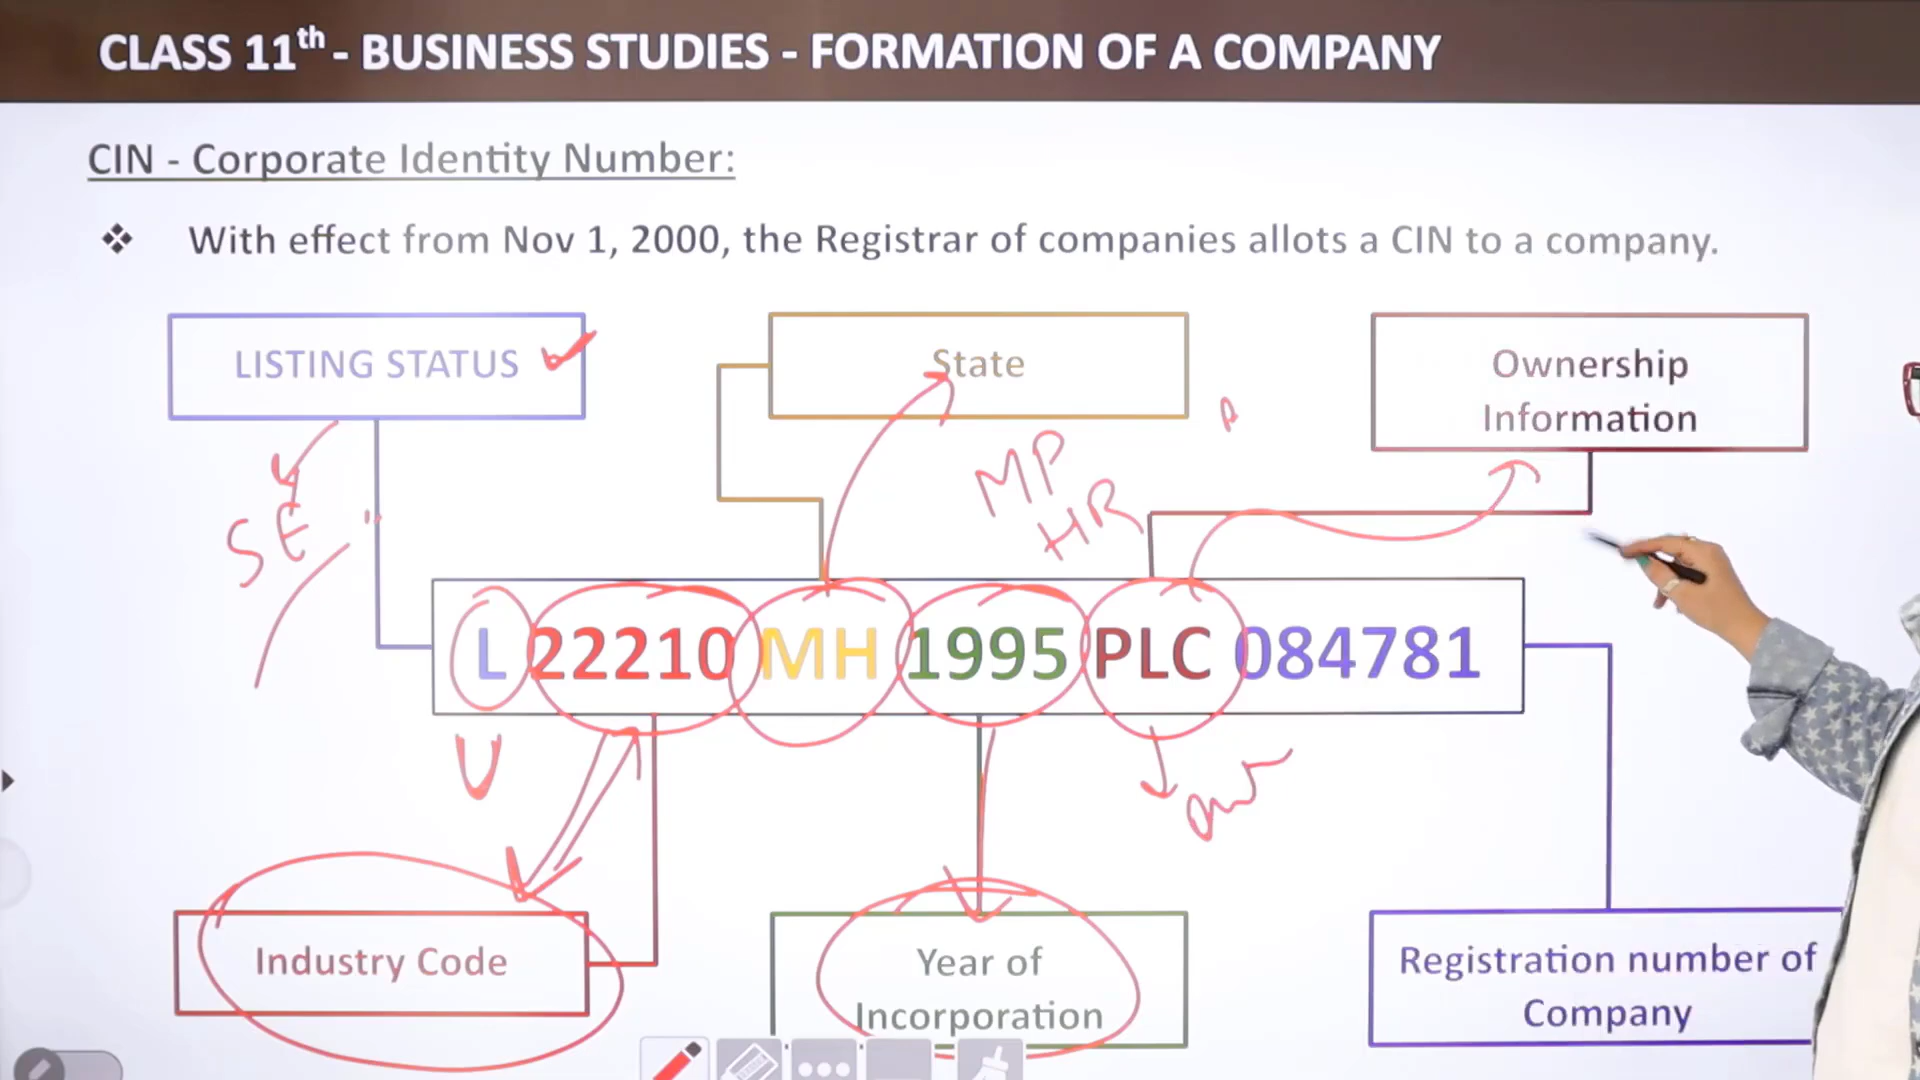 CLASS 11th - BUSINESS STUDIES - FORMATION OF A COMPANY
CIN - Corporate Identity Number:
❖ With effect from Nov 1, 2000, the Registrar of companies allots a CIN to a company.
LISTING STATUS
State
Ownership
Information
SE
MP
HR
L 22210 MH 1995 PLC 084781
U
Industry Code
Year of
Incorporation
Registration number of
Company